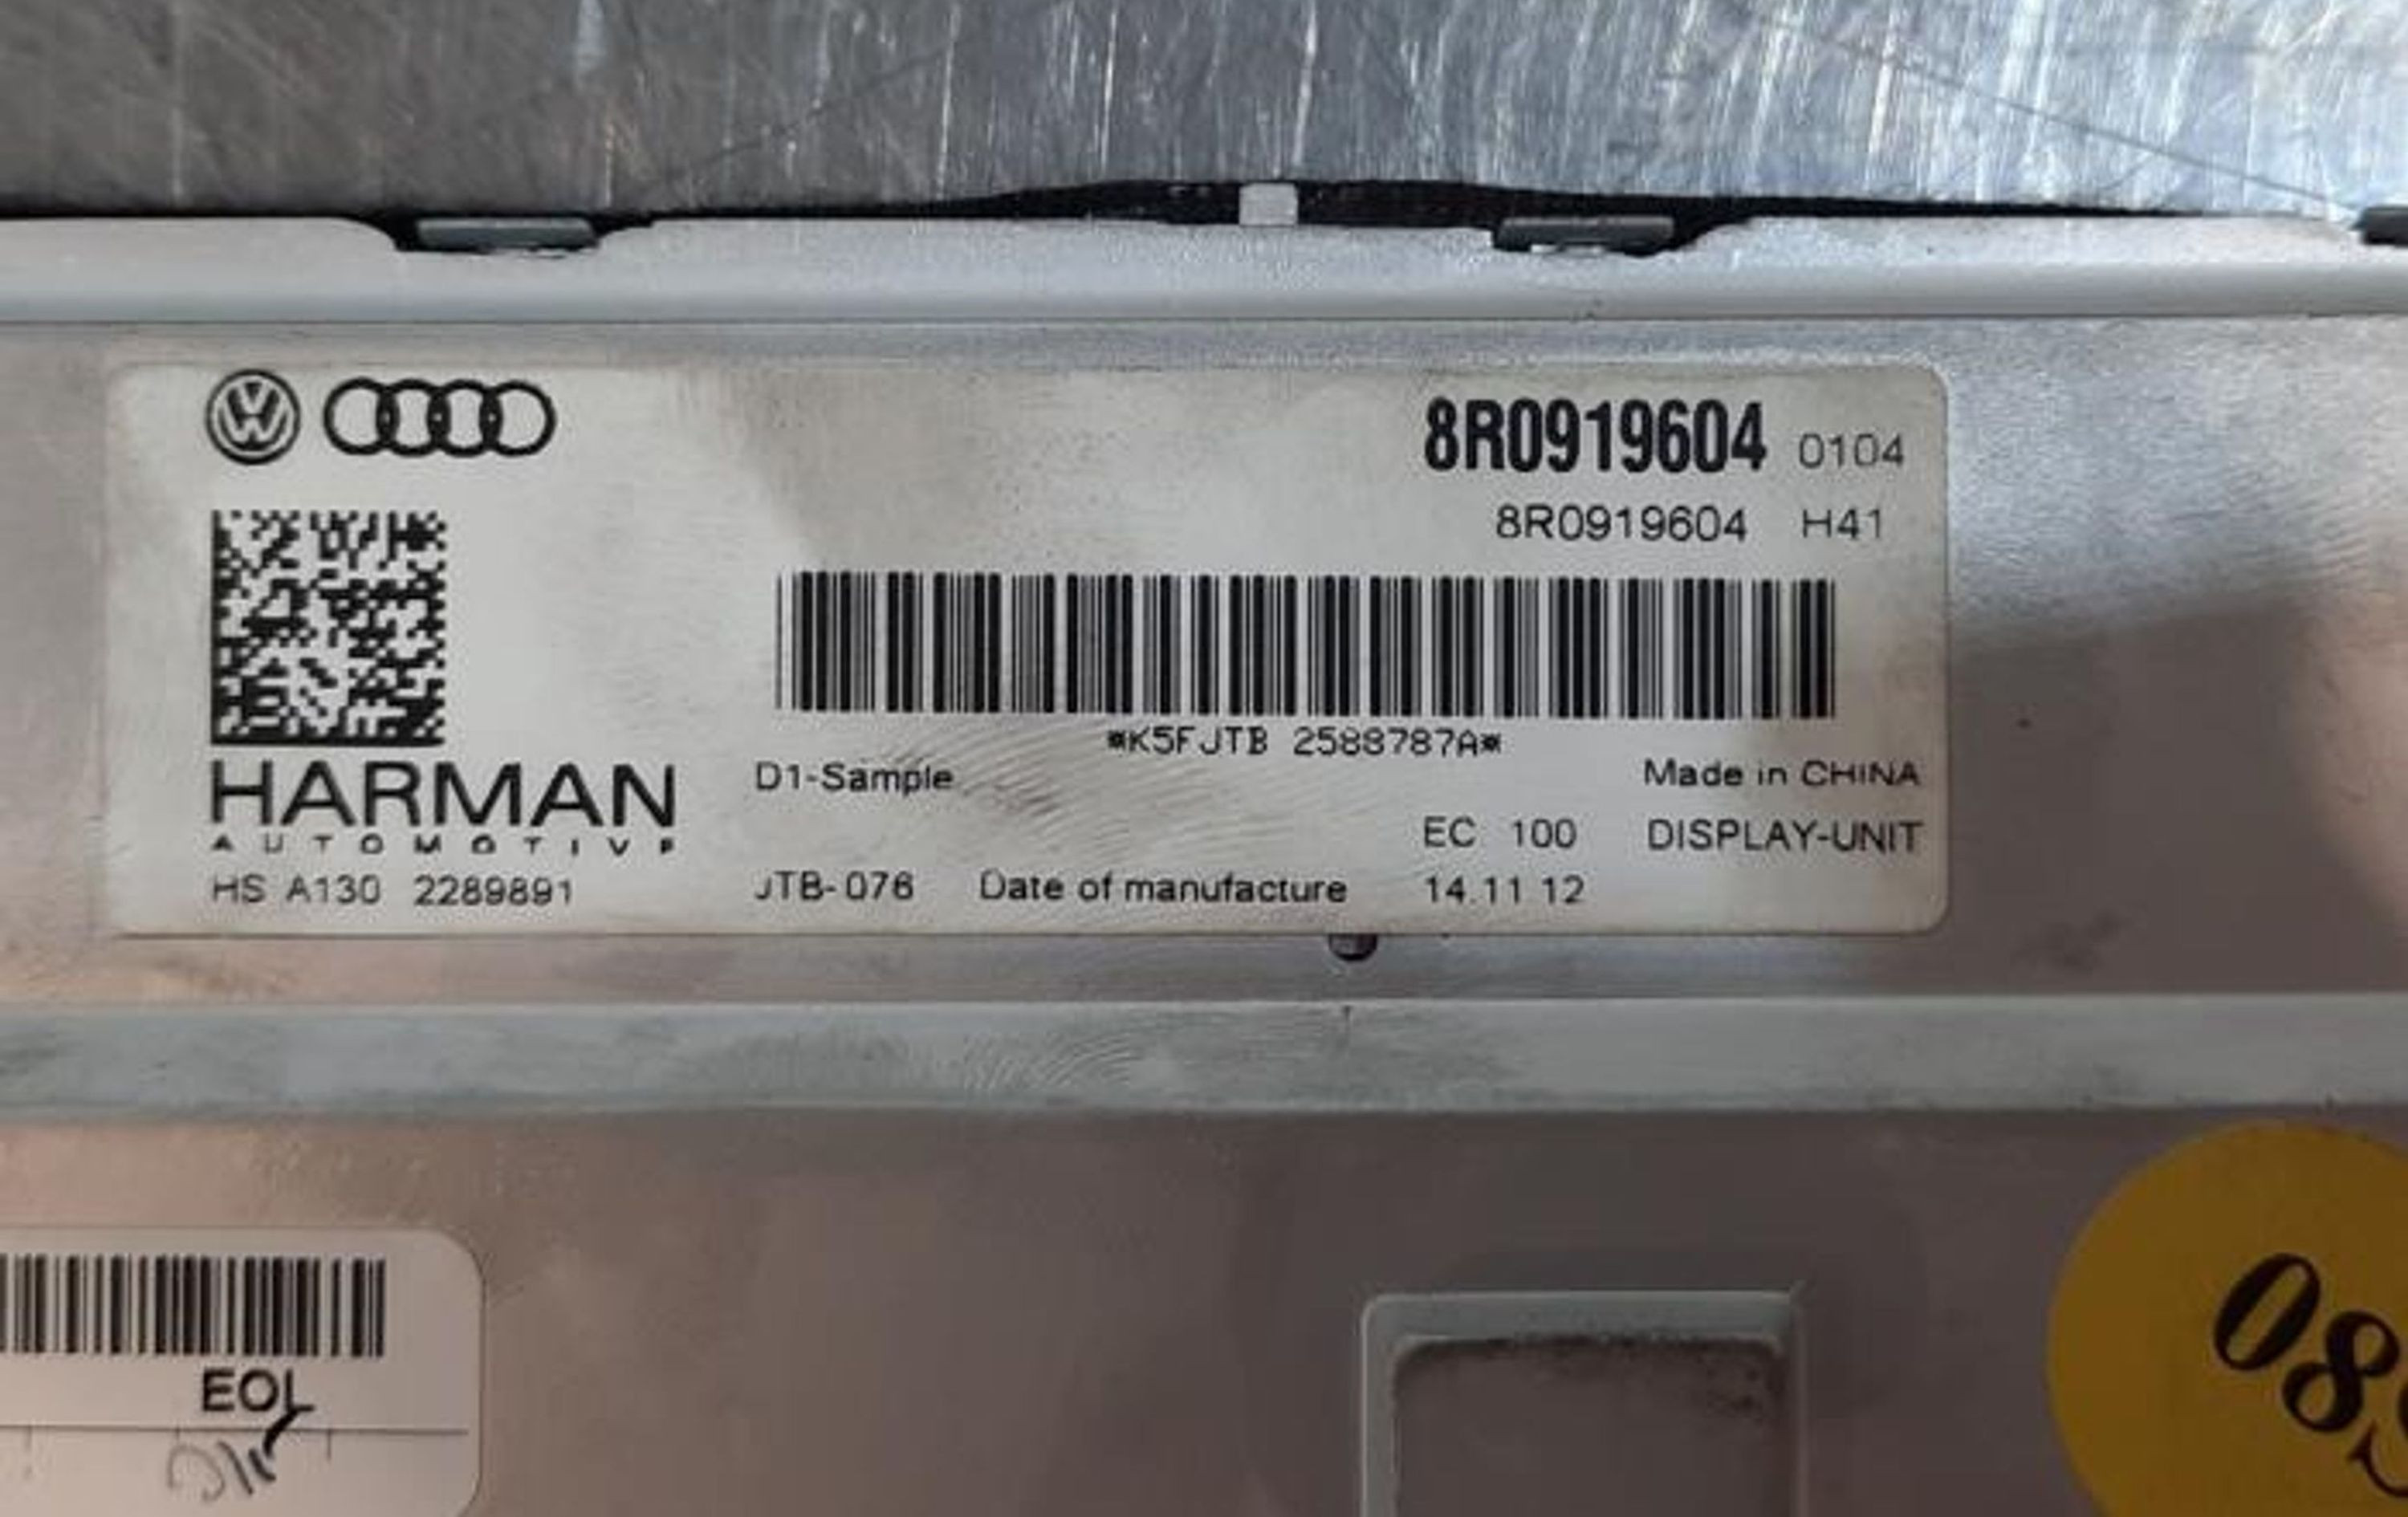 8R0919604 0104
8R0919604 H41
*K5FJTB 2588787A*
D1-Sample
Made in CHINA
HARMAN
AUTOMOTIVE
EC 100 DISPLAY-UNIT
HS A130 2289891 JTB-076 Date of manufacture 14.11 12
EOL